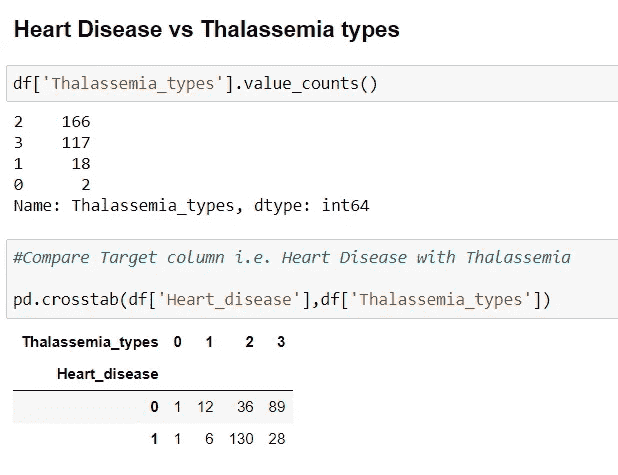 Heart Disease vs Thalassemia types
df['Thalassemia_types'].value_counts()
2 166
3 117
1 18
0 2
Name: Thalassemia_types, dtype: int64
#Compare Target column i.e. Heart Disease with Thalassemia
pd.crosstab(df['Heart_disease'],df['Thalassemia_types'])
Thalassemia_types 0 1 2 3
Heart_disease
0 1 12 36 89
1 1 6 130 28